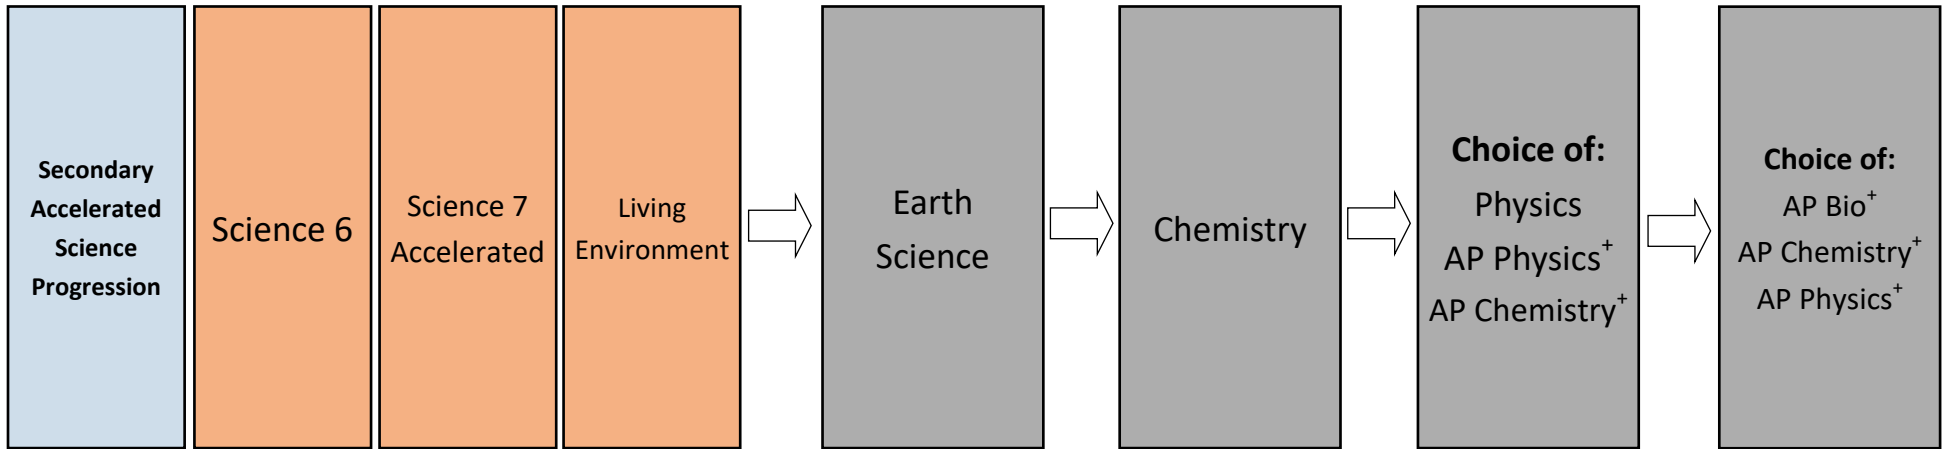 Secondary
Accelerated
Science
Progression
Science 6
Science 7
Accelerated
Living
Environment
Earth
Science
Chemistry
Choice of:
Physics
AP Physics⁺
AP Chemistry⁺
Choice of:
AP Bio⁺
AP Chemistry⁺
AP Physics⁺